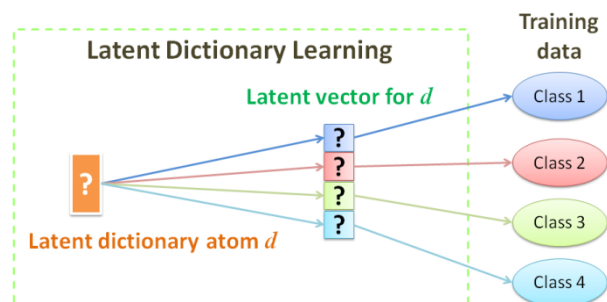 Latent Dictionary Learning
Training
data
Latent vector for d
Class 1
?
?
Class 2
?
?
?
Class 3
Latent dictionary atom d
Class 4